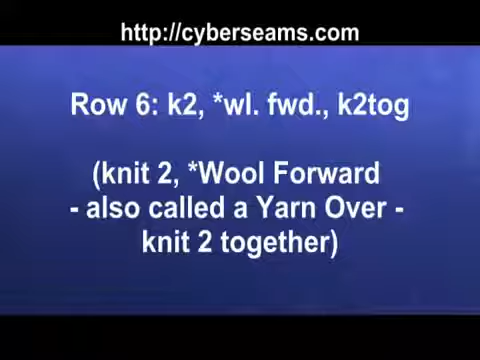 http://cyberseams.com
Row 6: k2, *wl. fwd., k2tog
(knit 2, *Wool Forward
- also called a Yarn Over -
knit 2 together)